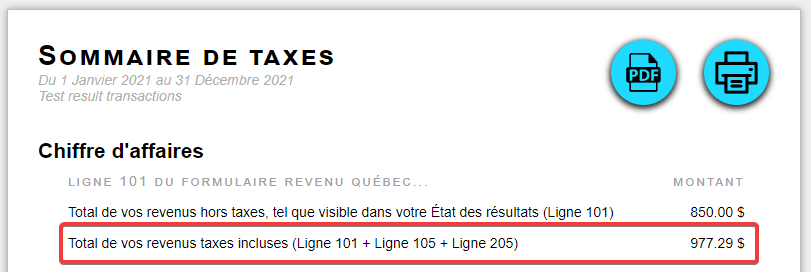 SOMMAIRE DE TAXES
Du 1 Janvier 2021 au 31 Décembre 2021
Test result transactions
PDF
Chiffre d'affaires
LIGNE 101 DU FORMULAIRE REVENU QUÉBEC... MONTANT
Total de vos revenus hors taxes, tel que visible dans votre État des résultats (Ligne 101) 850.00 $
Total de vos revenus taxes incluses (Ligne 101 + Ligne 105 + Ligne 205) 977.29 $